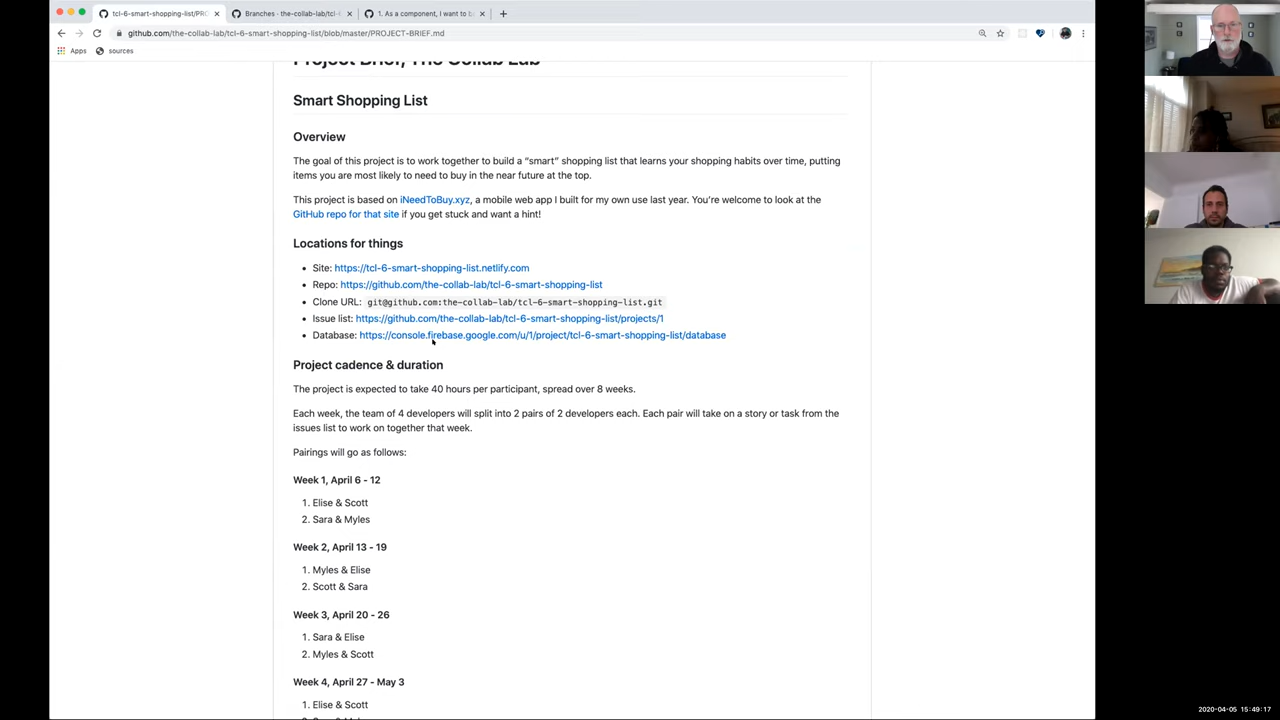 tcl-6-smart-shopping-list/PRO
Branches · the-collab-lab/tcl-
1. As a component, I want to b
github.com/the-collab-lab/tcl-6-smart-shopping-list/blob/master/PROJECT-BRIEF.md
Apps
sources
Project Brief, The Collab Lab
Smart Shopping List
Overview
The goal of this project is to work together to build a “smart” shopping list that learns your shopping habits over time, putting
items you are most likely to need to buy in the near future at the top.
This project is based on iNeedToBuy.xyz, a mobile web app I built for my own use last year. You're welcome to look at the
GitHub repo for that site if you get stuck and want a hint!
Locations for things
• Site: https://tcl-6-smart-shopping-list.netlify.com
• Repo: https://github.com/the-collab-lab/tcl-6-smart-shopping-list
• Clone URL: git@github.com:the-collab-lab/tcl-6-smart-shopping-list.git
• Issue list: https://github.com/the-collab-lab/tcl-6-smart-shopping-list/projects/1
• Database: https://console.firebase.google.com/u/1/project/tcl-6-smart-shopping-list/database
Project cadence & duration
The project is expected to take 40 hours per participant, spread over 8 weeks.
Each week, the team of 4 developers will split into 2 pairs of 2 developers each. Each pair will take on a story or task from the
issues list to work on together that week.
Pairings will go as follows:
Week 1, April 6 - 12
1. Elise & Scott
2. Sara & Myles
Week 2, April 13 - 19
1. Myles & Elise
2. Scott & Sara
Week 3, April 20 - 26
1. Sara & Elise
2. Myles & Scott
Week 4, April 27 - May 3
1. Elise & Scott
2020-04-05 15:49:17